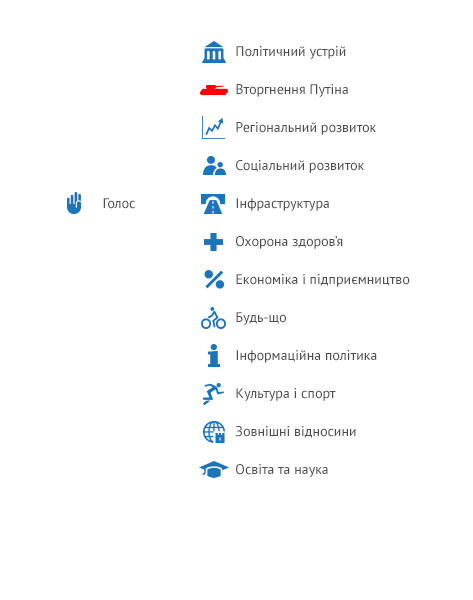 Політичний устрій
Вторгнення Путіна
Регіональний розвиток
Соціальний розвиток
Голос
Інфраструктура
Охорона здоров’я
Економіка і підприємництво
Будь-що
Інформаційна політика
Культура і спорт
Зовнішні відносини
Освіта та наука